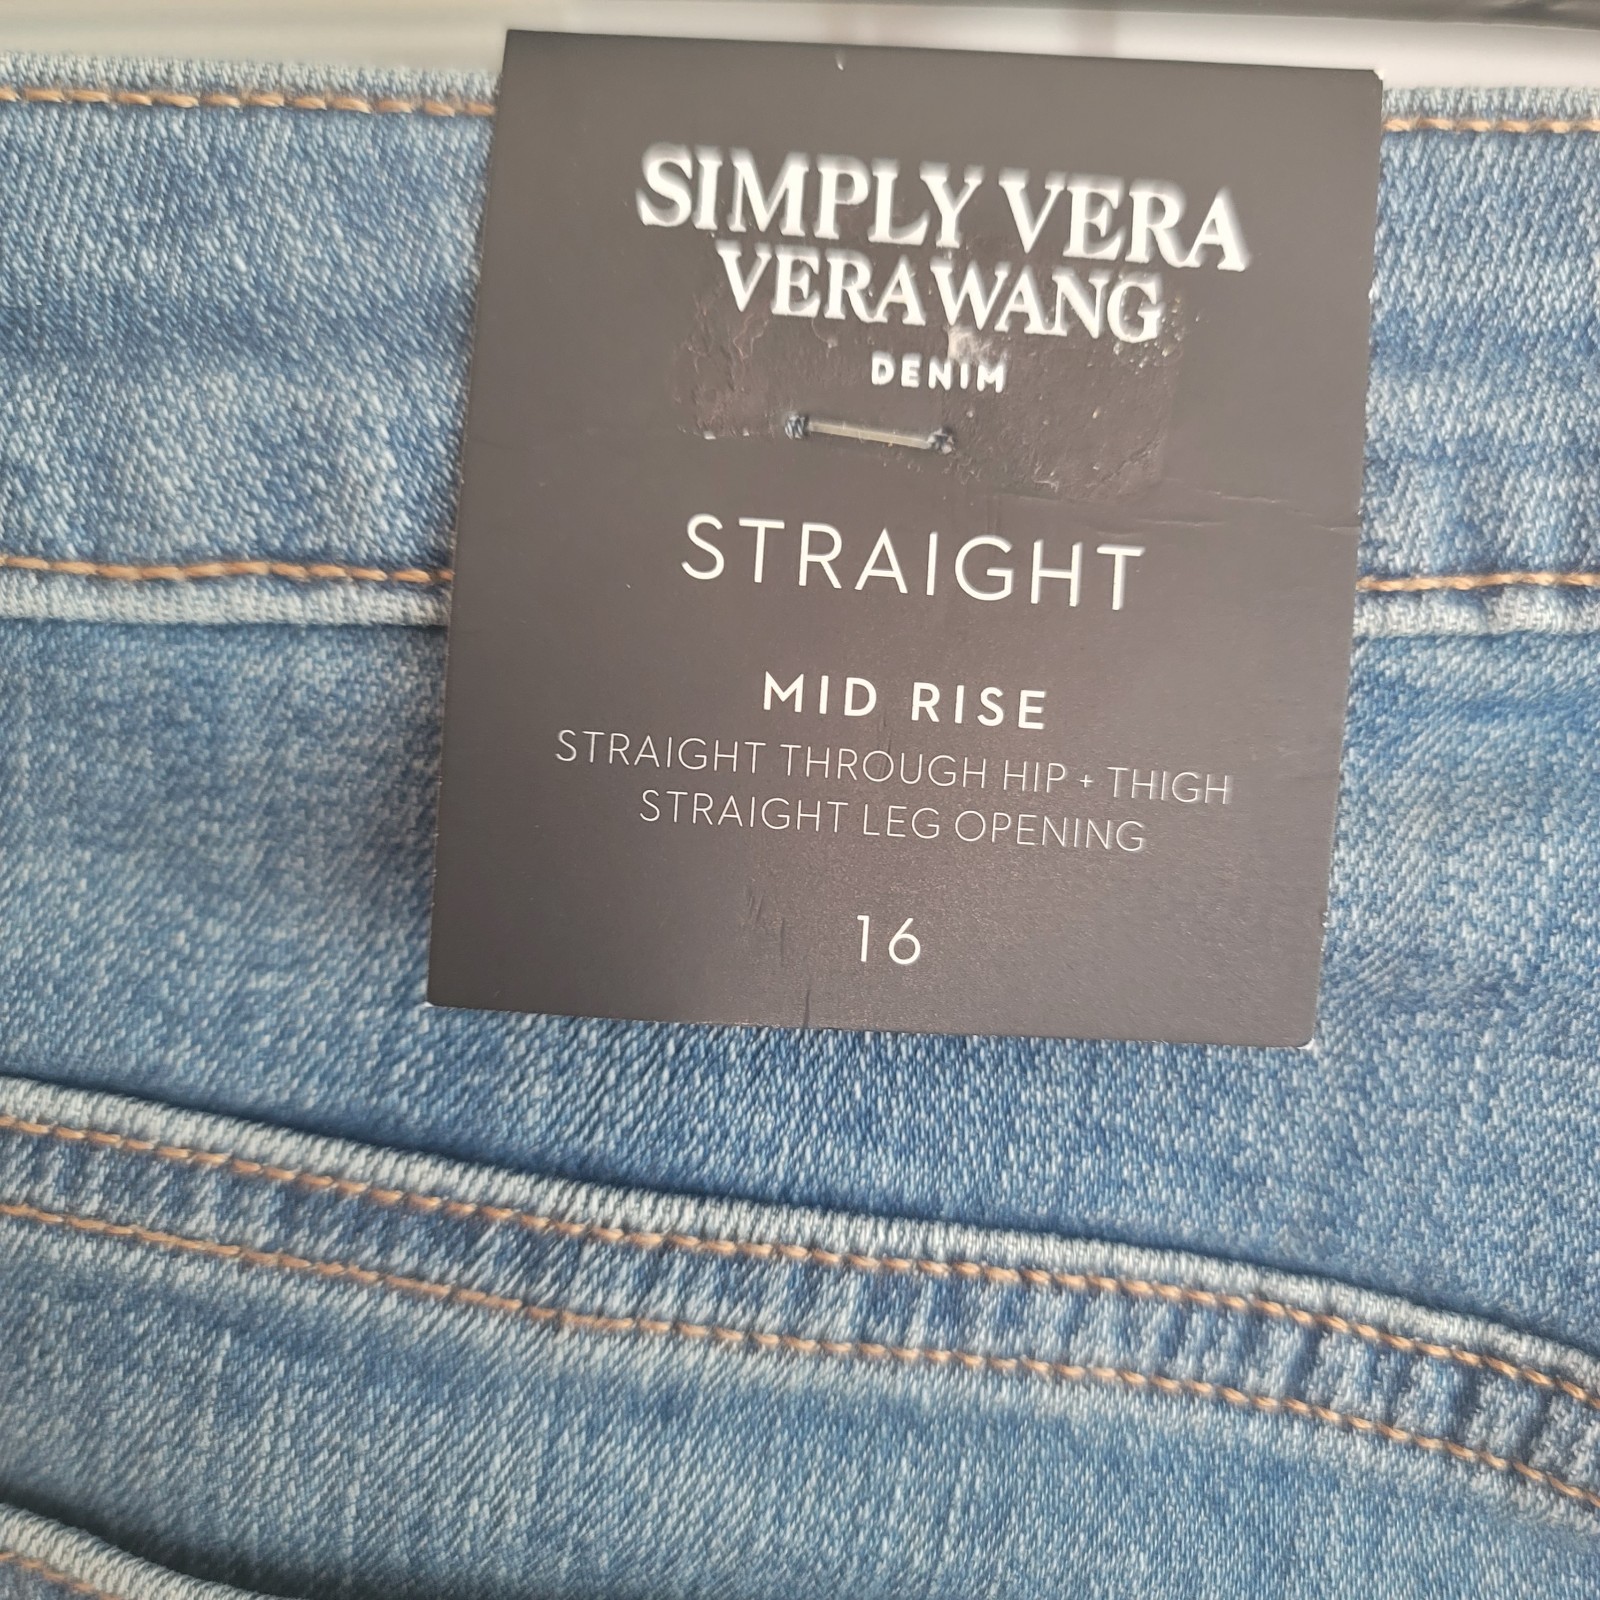 SIMPLY VERA
VERA WANG
DENIM
STRAIGHT
MID RISE
STRAIGHT THROUGH HIP + THIGH
STRAIGHT LEG OPENING
16